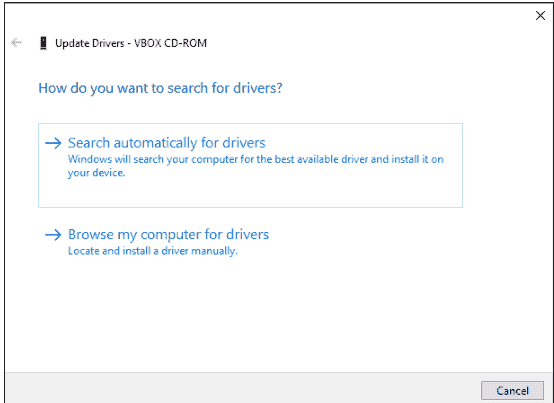 Update Drivers - VBOX CD-ROM
How do you want to search for drivers?
Search automatically for drivers
Windows will search your computer for the best available driver and install it on
your device.
Browse my computer for drivers
Locate and install a driver manually.
Cancel